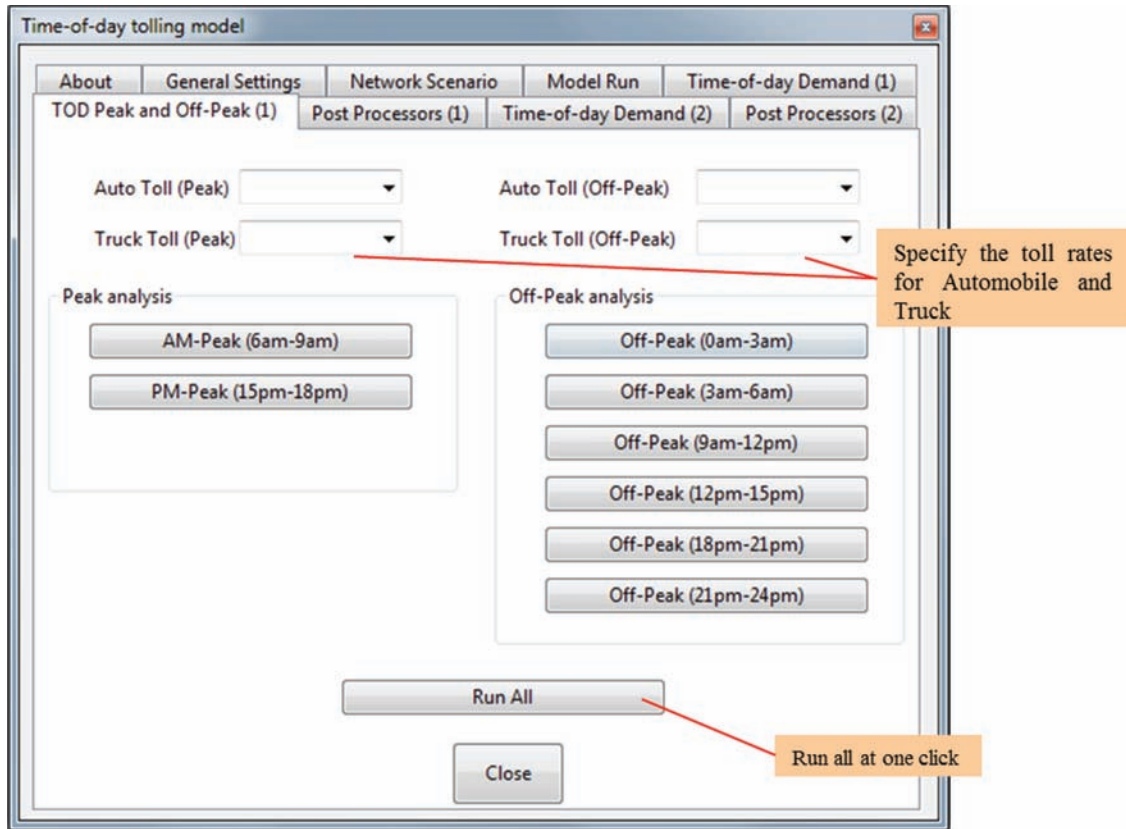 Time-of-day tolling model
About
General Settings
Network Scenario
Model Run
Time-of-day Demand (1)
TOD Peak and Off-Peak (1)
Post Processors (1)
Time-of-day Demand (2)
Post Processors (2)
Auto Toll (Peak)
Auto Toll (Off-Peak)
Truck Toll (Peak)
Truck Toll (Off-Peak)
Specify the toll rates
for Automobile and
Truck
Peak analysis
AM-Peak (6am-9am)
PM-Peak (15pm-18pm)
Off-Peak analysis
Off-Peak (0am-3am)
Off-Peak (3am-6am)
Off-Peak (9am-12pm)
Off-Peak (12pm-15pm)
Off-Peak (18pm-21pm)
Off-Peak (21pm-24pm)
Run All
Run all at one click
Close